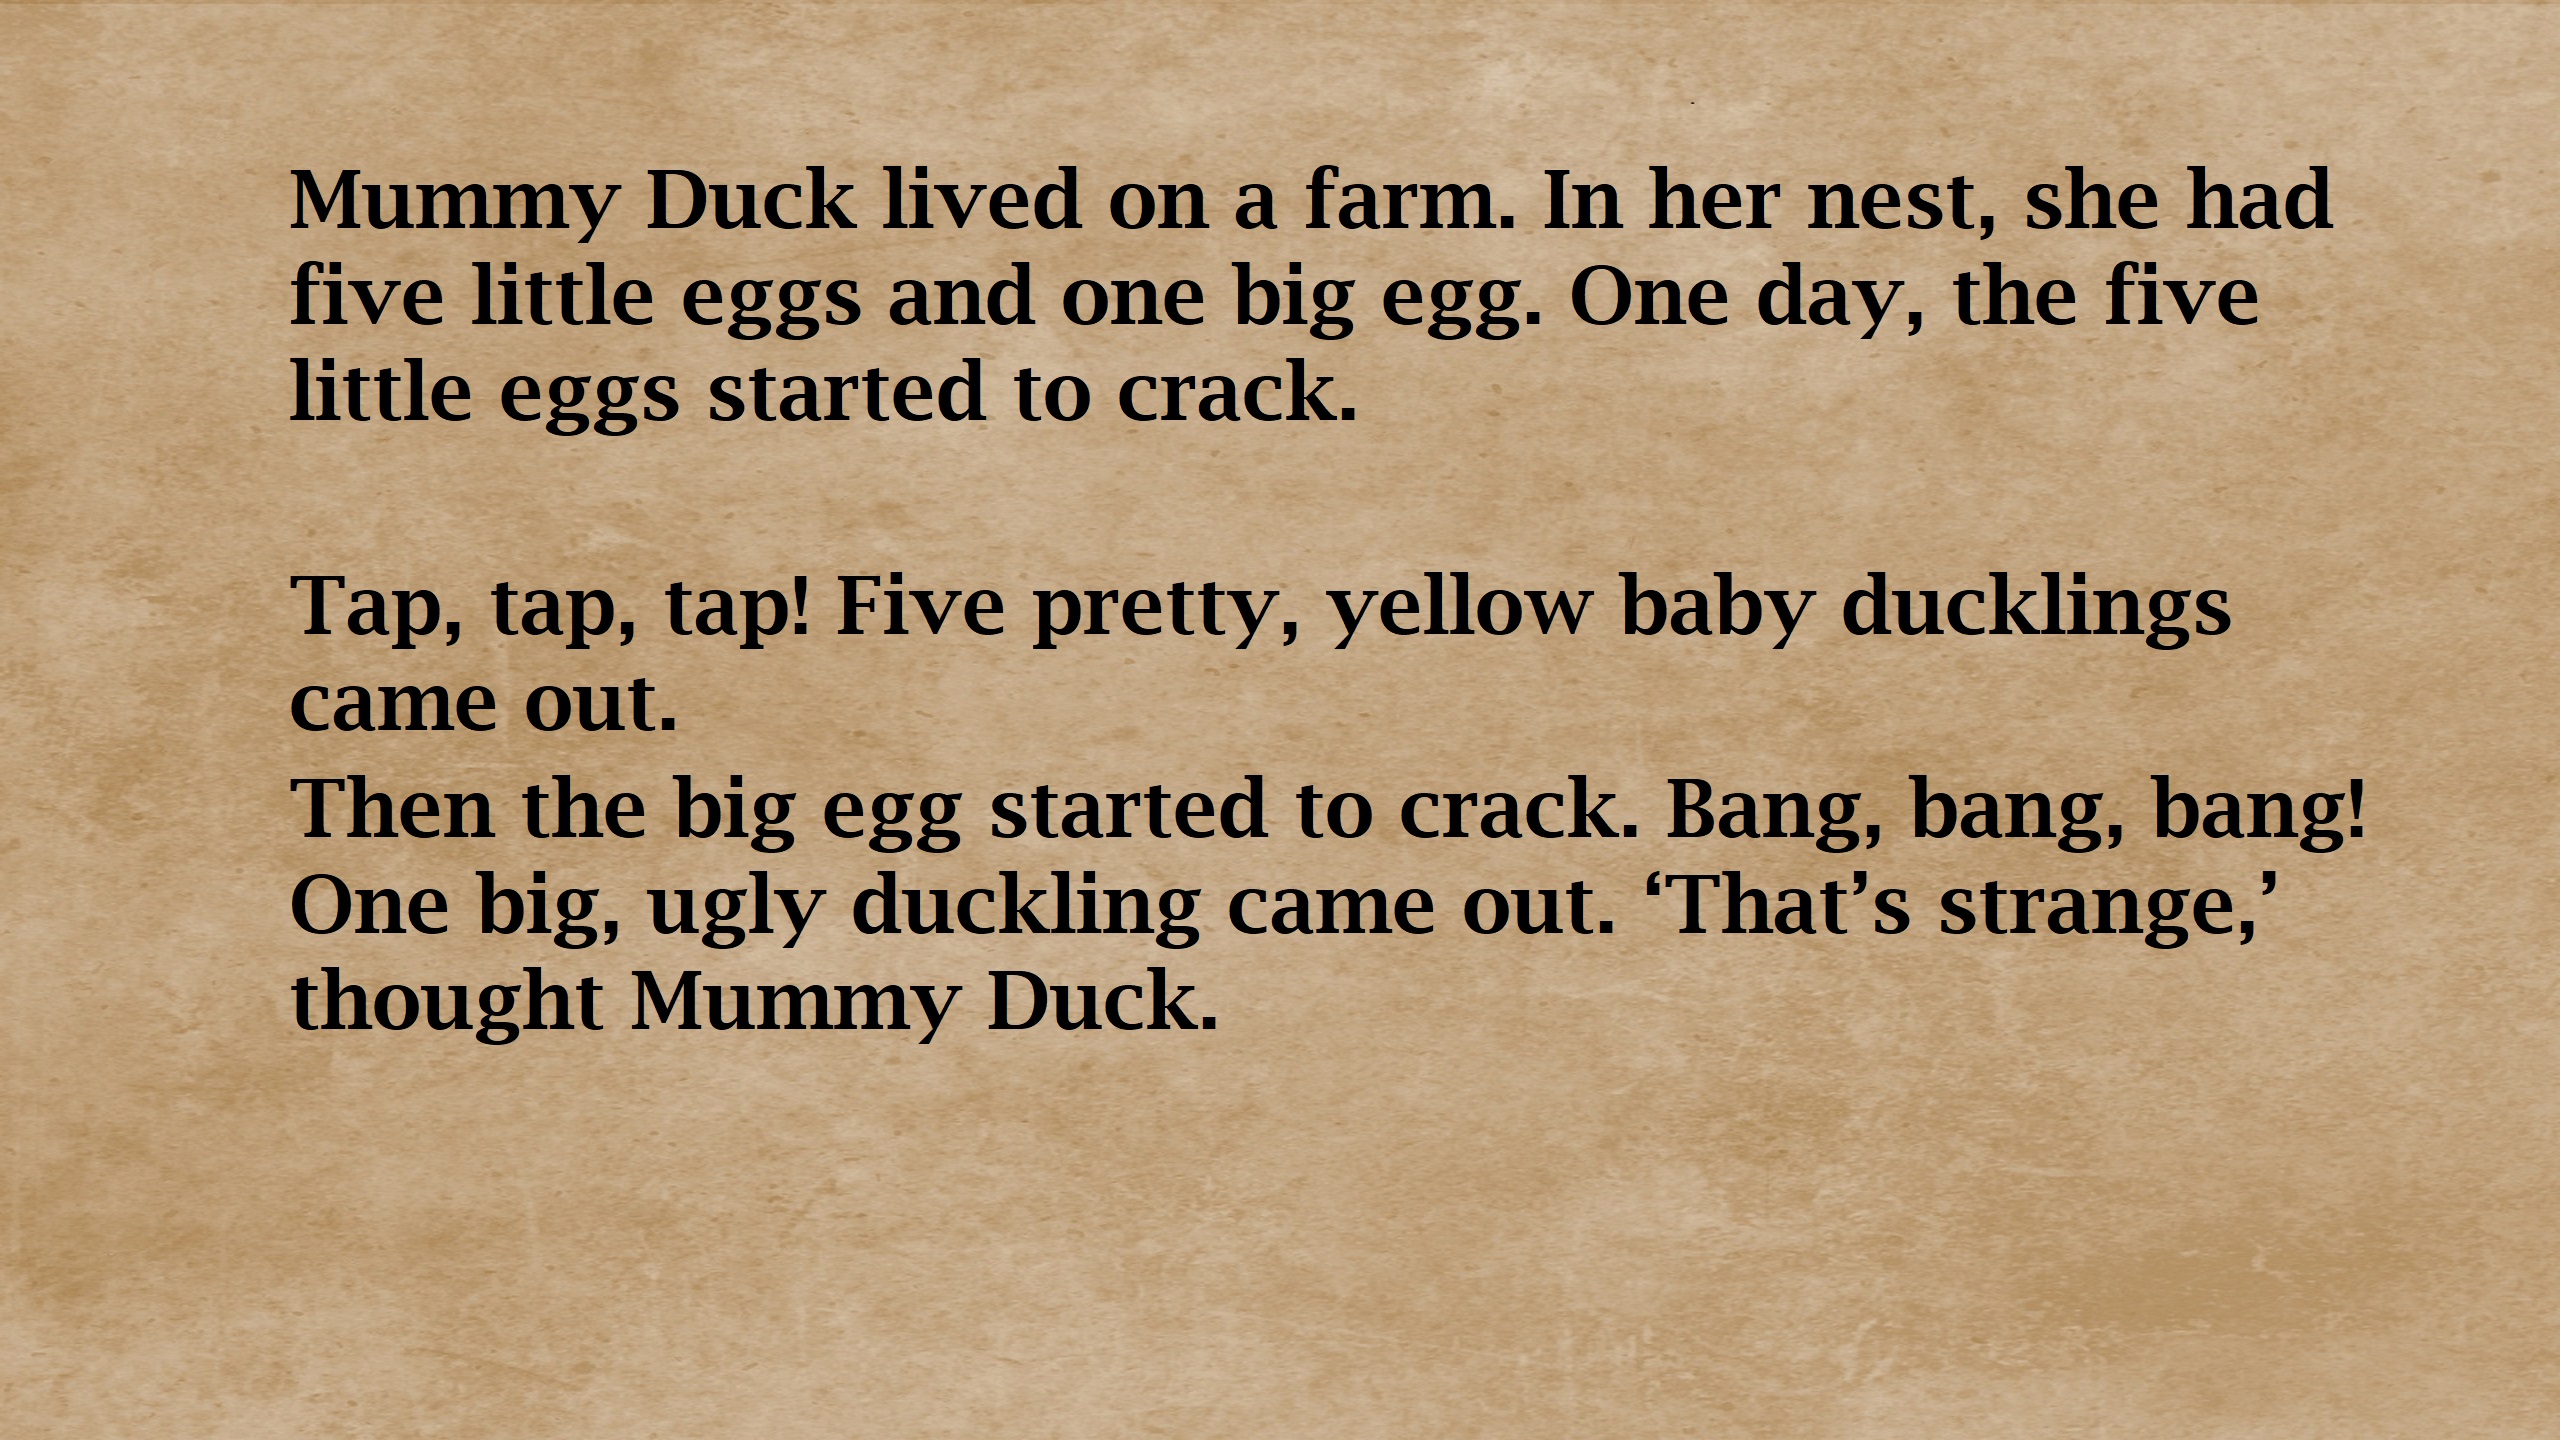 Mummy Duck lived on a farm. In her nest, she had
five little eggs and one big egg. One day, the five
little eggs started to crack.
Tap, tap, tap! Five pretty, yellow baby ducklings
came out.
Then the big egg started to crack. Bang, bang, bang!
One big, ugly duckling came out. ‘That’s strange,’
thought Mummy Duck.